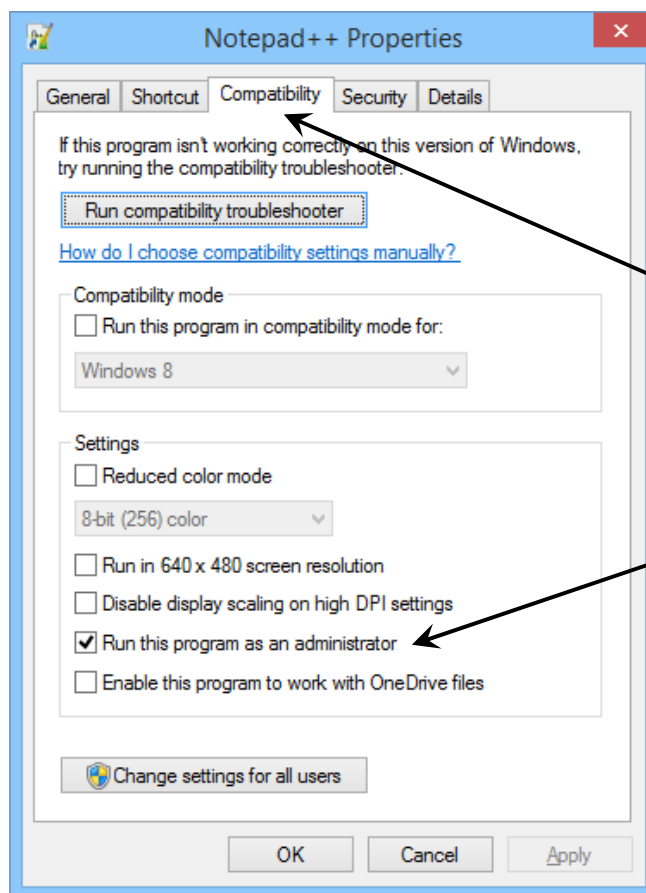 Notepad++ Properties
General Shortcut Compatibility Security Details
If this program isn't working correctly on this version of Windows,
try running the compatibility troubleshooter.
Run compatibility troubleshooter
How do I choose compatibility settings manually?
Compatibility mode
Run this program in compatibility mode for:
Windows 8
Settings
Reduced color mode
8-bit (256) color
Run in 640 x 480 screen resolution
Disable display scaling on high DPI settings
Run this program as an administrator
Enable this program to work with OneDrive files
Change settings for all users
OK Cancel Apply